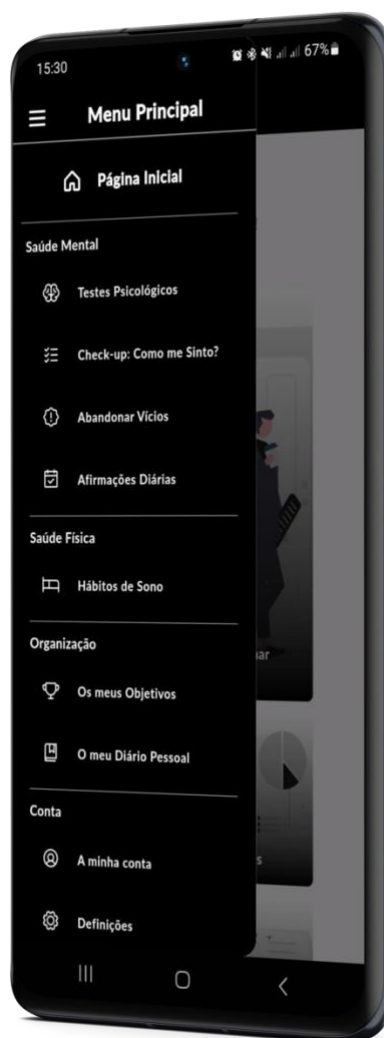 15:30
67%
Menu Principal
Página Inicial
Saúde Mental
Testes Psicológicos
Check-up: Como me Sinto?
Abandonar Vícios
Afirmações Diárias
Saúde Física
Hábitos de Sono
Organização
ar
Os meus Objetivos
O meu Diário Pessoal
Conta
A minha conta
s
Definições